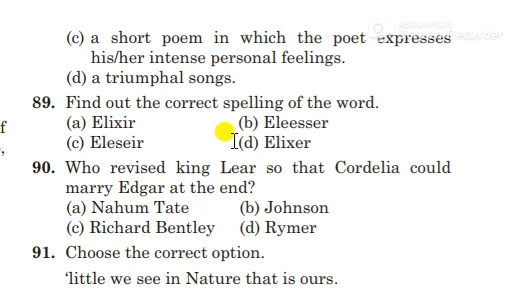 (c) a short poem in which the poet expresses
his/her intense personal feelings.
(d) a triumphal songs.
89. Find out the correct spelling of the word.
f
(a) Elixir (b) Eleesser
(c) Eleseir (d) Elixer
90. Who revised king Lear so that Cordelia could
marry Edgar at the end?
(a) Nahum Tate (b) Johnson
(c) Richard Bentley (d) Rymer
91. Choose the correct option.
'little we see in Nature that is ours.